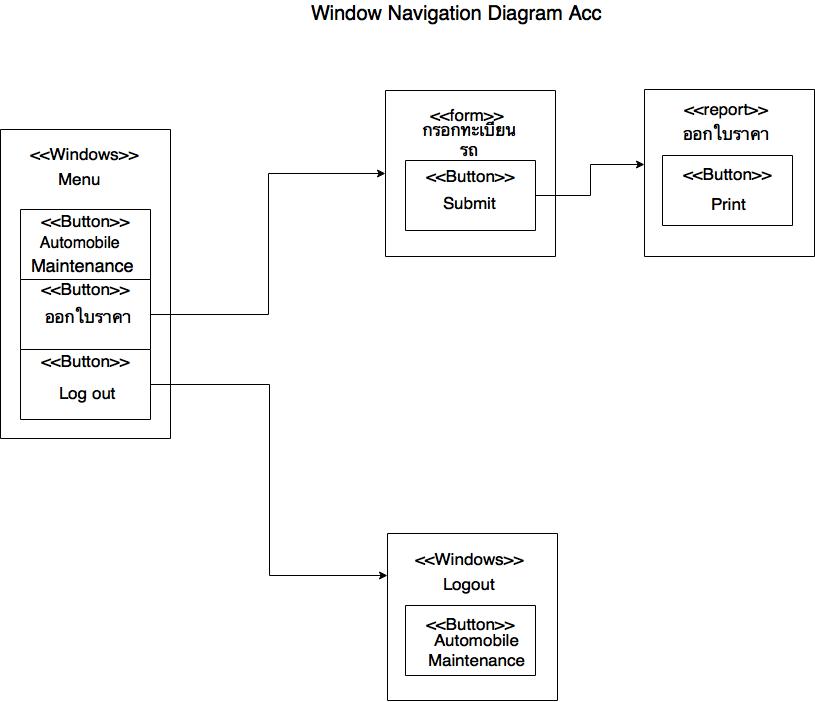 Window Navigation Diagram Acc
<<Windows>>
Menu
<<Button>>
Automobile
Maintenance
<<Button>>
ออกใบราคา
<<Button>>
Log out
<<form>>
กรอกทะเบียน
รถ
<<Button>>
Submit
<<report>>
ออกใบราคา
<<Button>>
Print
<<Windows>>
Logout
<<Button>>
Automobile
Maintenance